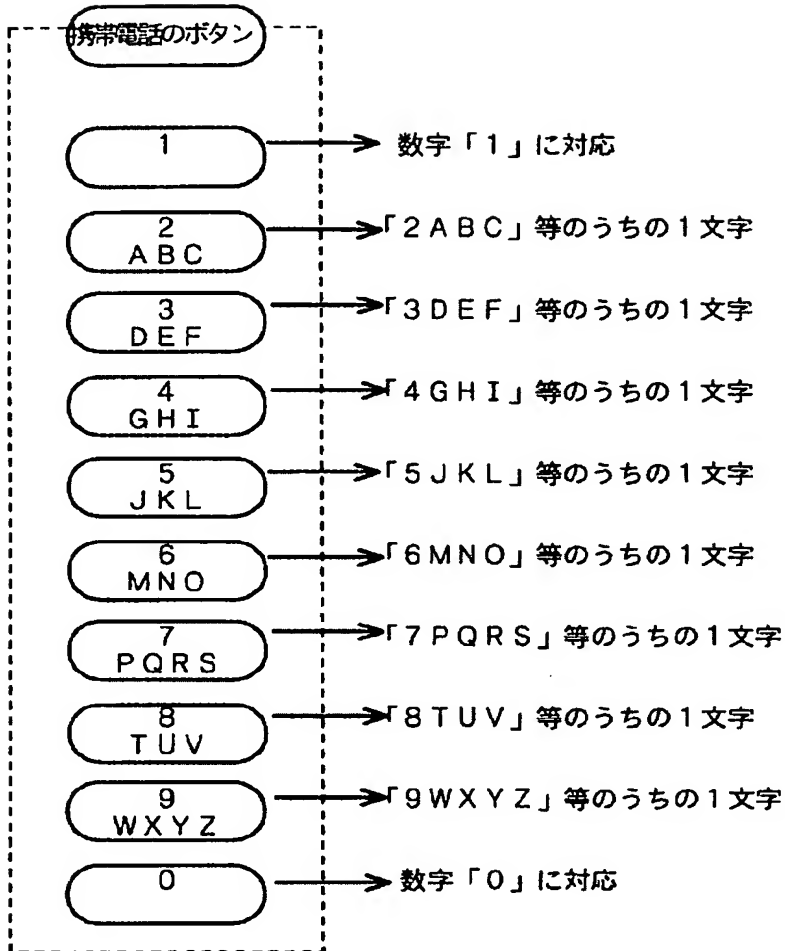 携帯電話のボタン
1 数字「1」に対応
2 「2ABC」等のうちの1文字
ABC
3 「3DEF」等のうちの1文字
DEF
4 「4GHI」等のうちの1文字
GHI
5 「5JKL」等のうちの1文字
JKL
6 「6MNO」等のうちの1文字
MNO
7 「7PQRS」等のうちの1文字
PQRS
8 「8TUV」等のうちの1文字
TUV
9 「9WXYZ」等のうちの1文字
WXYZ
0 数字「0」に対応